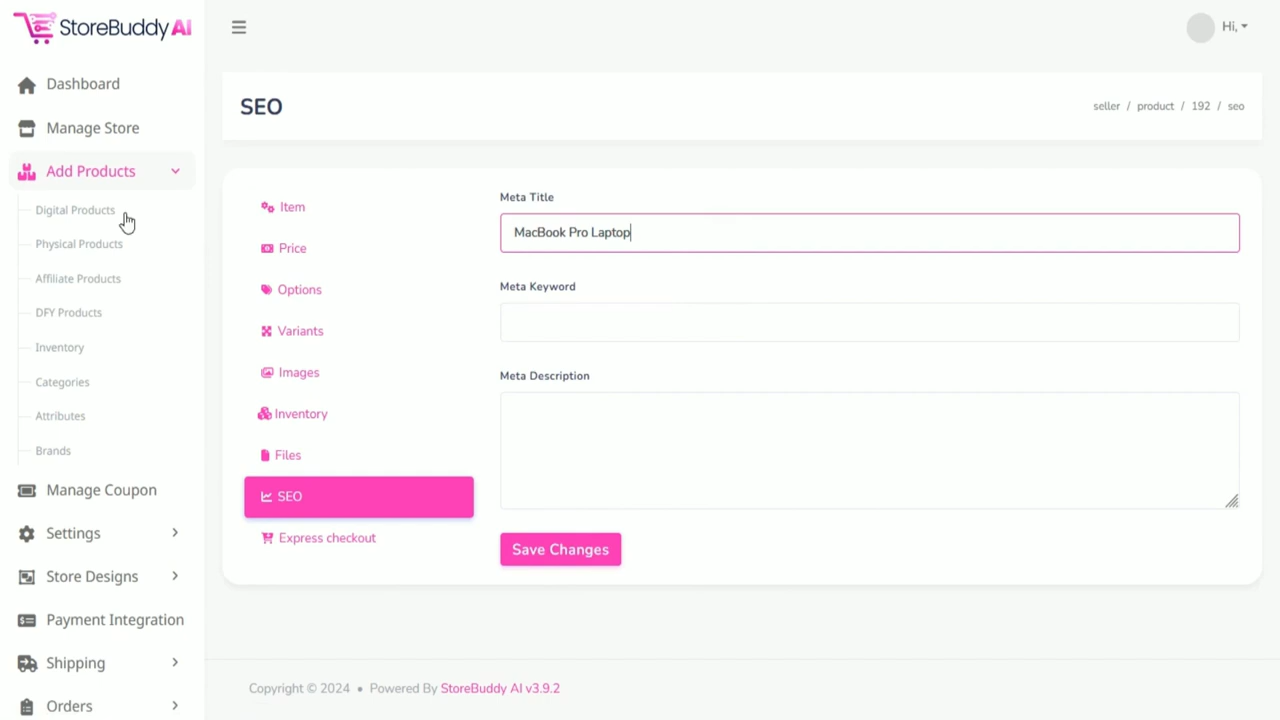 StoreBuddy AI
Hi,
Dashboard
Manage Store
Add Products
Digital Products
Physical Products
Affiliate Products
DFY Products
Inventory
Categories
Attributes
Brands
Manage Coupon
Settings
Store Designs
Payment Integration
Shipping
Orders
SEO
seller / product / 192 / seo
Item
Price
Options
Variants
Images
Inventory
Files
SEO
Express checkout
Meta Title
MacBook Pro Laptop
Meta Keyword
Meta Description
Save Changes
Copyright © 2024 • Powered By StoreBuddy AI v3.9.2